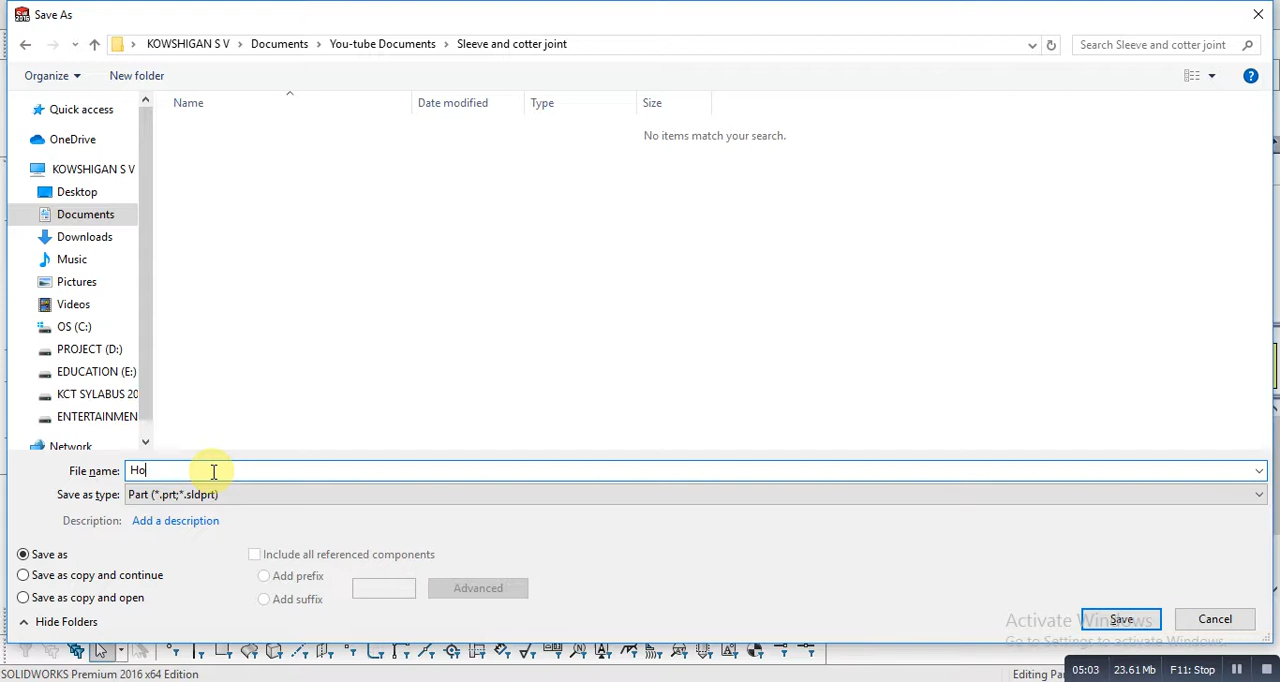 Save As
KOWSHIGAN S V > Documents > You-tube Documents > Sleeve and cotter joint
Search Sleeve and cotter joint
Organize
New folder
Name
Date modified
Type
Size
No items match your search.
Quick access
OneDrive
KOWSHIGAN S V
Desktop
Documents
Downloads
Music
Pictures
Videos
OS (C:)
PROJECT (D:)
EDUCATION (E:)
KCT SYLABUS 20
ENTERTAINMEN
Network
File name: Ho
Save as type: Part (*.prt;*.sldprt)
Description: Add a description
Save as
Save as copy and continue
Save as copy and open
Include all referenced components
Add prefix
Add suffix
Advanced
Hide Folders
Save
Cancel
Activate Windows
Go to Settings to activate Windows.
SOLIDWORKS Premium 2016 x64 Edition
Editing Pa
05:03
23.61 Mb
F11: Stop